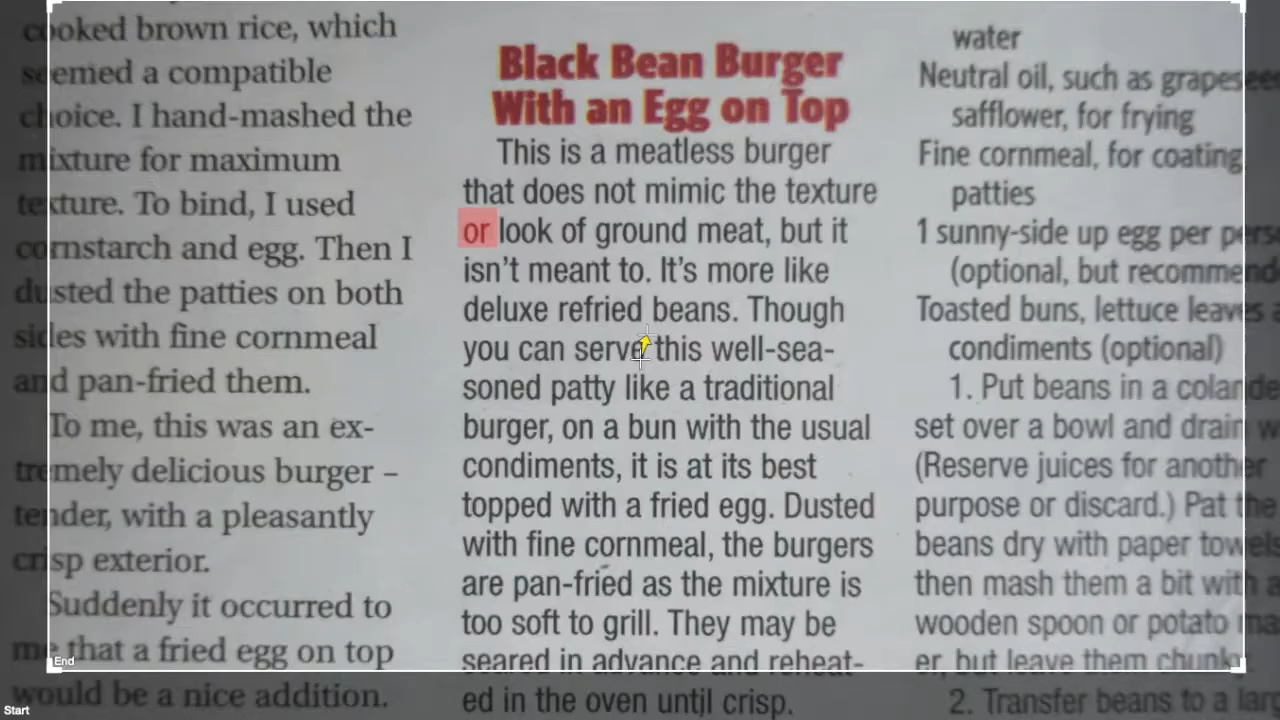 cooked brown rice, which
seemed a compatible
choice. I hand-mashed the
mixture for maximum
texture. To bind, I used
cornstarch and egg. Then I
dusted the patties on both
sides with fine cornmeal
and pan-fried them.
To me, this was an ex-
tremely delicious burger –
tender, with a pleasantly
crisp exterior.
Suddenly it occurred to
me that a fried egg on top
would be a nice addition.
Black Bean Burger
With an Egg on Top
This is a meatless burger
that does not mimic the texture
or look of ground meat, but it
isn't meant to. It's more like
deluxe refried beans. Though
you can serve this well-sea-
soned patty like a traditional
burger, on a bun with the usual
condiments, it is at its best
topped with a fried egg. Dusted
with fine cornmeal, the burgers
are pan-fried as the mixture is
too soft to grill. They may be
seared in advance and reheat-
ed in the oven until crisp.
water
Neutral oil, such as
safflower, for frying
Fine cornmeal, for coating
patties
1 sunny-side up egg per
(optional, but
Toasted buns, lettuce leaves
condiments (optional)
1. Put beans in a
set over a bowl and drain
(Reserve juices for another
purpose or discard.) Pat the
beans dry with paper
then mash them a bit with a
wooden spoon or potato
er, but leave them chunky
2. Transfer beans to a
End
Start